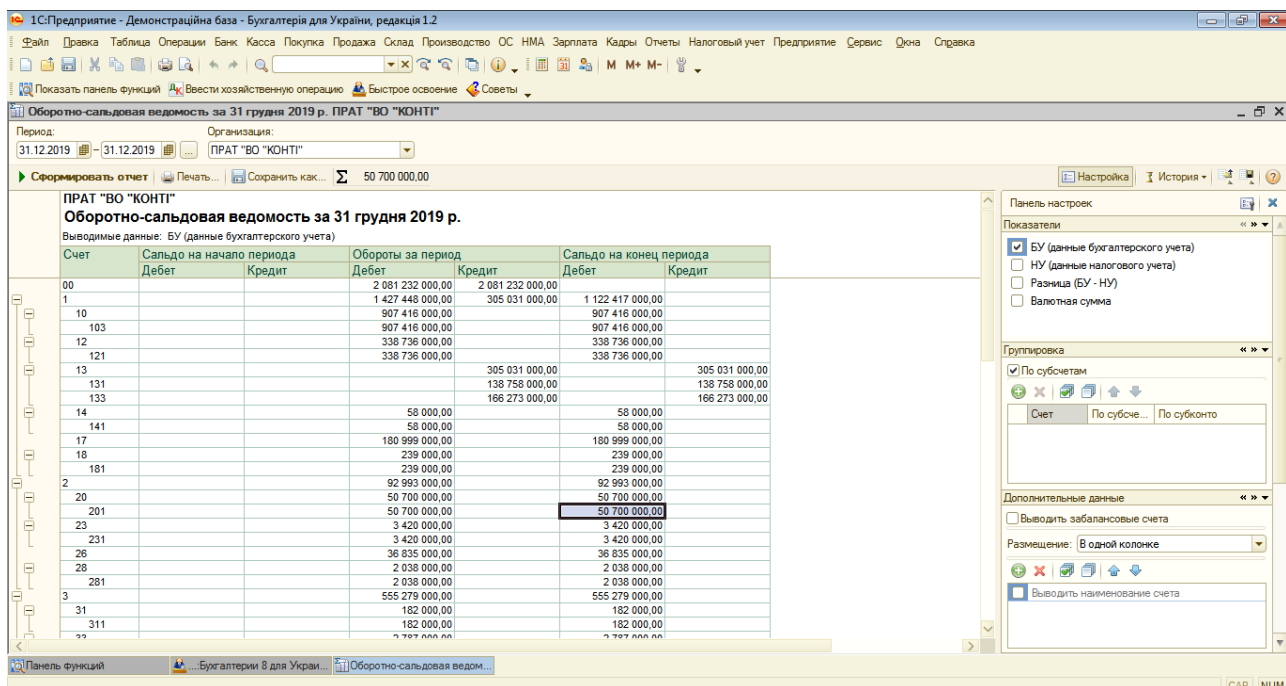 1С:Предприятие - Демонстраційна база - Бухгалтерія для України, редакція 1.2
Файл Правка Таблица Операции Банк Касса Покупка Продажа Склад Производство ОС НМА Зарплата Кадры Отчеты Налоговый учет Предприятие Сервис Окна Справка
M M+ M-
Показать панель функций Ввести хозяйственную операцию Быстрое освоение Советы
Оборотно-сальдовая ведомость за 31 грудня 2019 р. ПРАТ "ВО "КОНТІ"
Период: Организация:
31.12.2019 - 31.12.2019 ... ПРАТ "ВО "КОНТІ"
Сформировать отчет Печать... Сохранить как... Σ 50 700 000,00 Настройка История
ПРАТ "ВО "КОНТІ"
Оборотно-сальдовая ведомость за 31 грудня 2019 р.
Выводимые данные: БУ (данные бухгалтерского учета)
Счет Сальдо на начало периода Обороты за период Сальдо на конец периода
Дебет Кредит Дебет Кредит Дебет Кредит
00 2 081 232 000,00 2 081 232 000,00
1 1 427 448 000,00 305 031 000,00 1 122 417 000,00
10 907 416 000,00 907 416 000,00
103 907 416 000,00 907 416 000,00
12 338 736 000,00 338 736 000,00
121 338 736 000,00 338 736 000,00
13 305 031 000,00 305 031 000,00
131 138 758 000,00 138 758 000,00
133 166 273 000,00 166 273 000,00
14 58 000,00 58 000,00
141 58 000,00 58 000,00
17 180 999 000,00 180 999 000,00
18 239 000,00 239 000,00
181 239 000,00 239 000,00
2 92 993 000,00 92 993 000,00
20 50 700 000,00 50 700 000,00
201 50 700 000,00 50 700 000,00
23 3 420 000,00 3 420 000,00
231 3 420 000,00 3 420 000,00
26 36 835 000,00 36 835 000,00
28 2 038 000,00 2 038 000,00
281 2 038 000,00 2 038 000,00
3 555 279 000,00 555 279 000,00
31 182 000,00 182 000,00
311 182 000,00 182 000,00
33 2 787 000,00 2 787 000,00
Панель настроек
Показатели
БУ (данные бухгалтерского учета)
НУ (данные налогового учета)
Разница (БУ - НУ)
Валютная сумма
Группировка
По субсчетам
Счет По субсче... По субконто
Дополнительные данные
Выводить забалансовые счета
Размещение: В одной колонке
Выводить наименование счета
Панель функций ...:Бухгалтерии 8 для Украи... Оборотно-сальдовая ведом...
CAP NUM